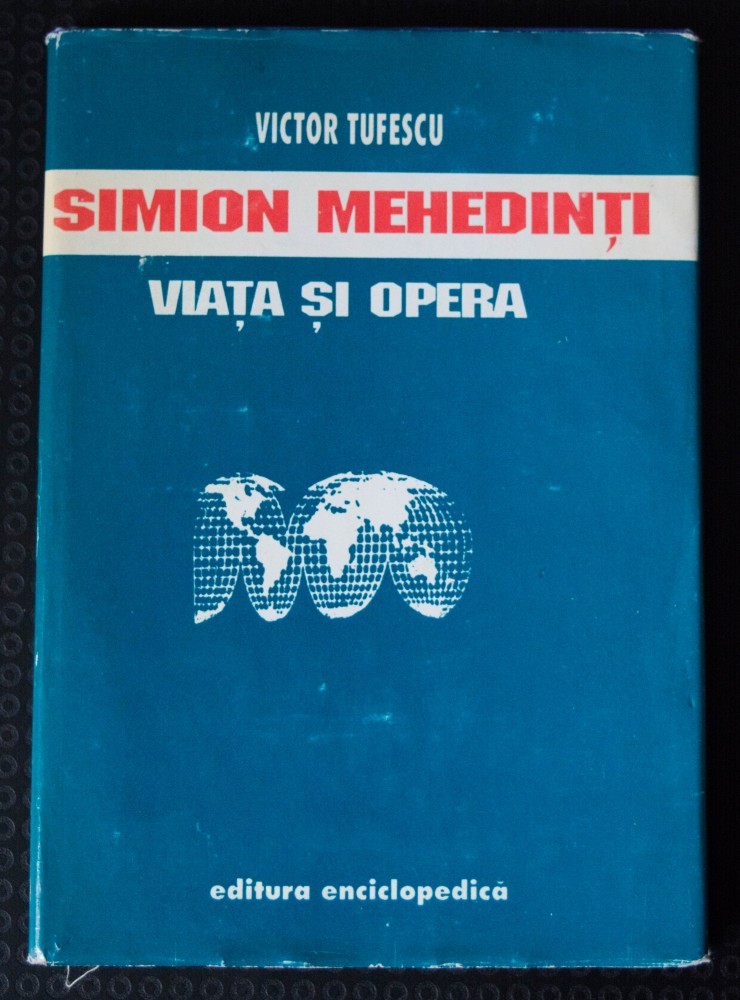 VICTOR TUFESCU
SIMION MEHEDINȚI
VIAȚA ȘI OPERA
editura enciclopedică